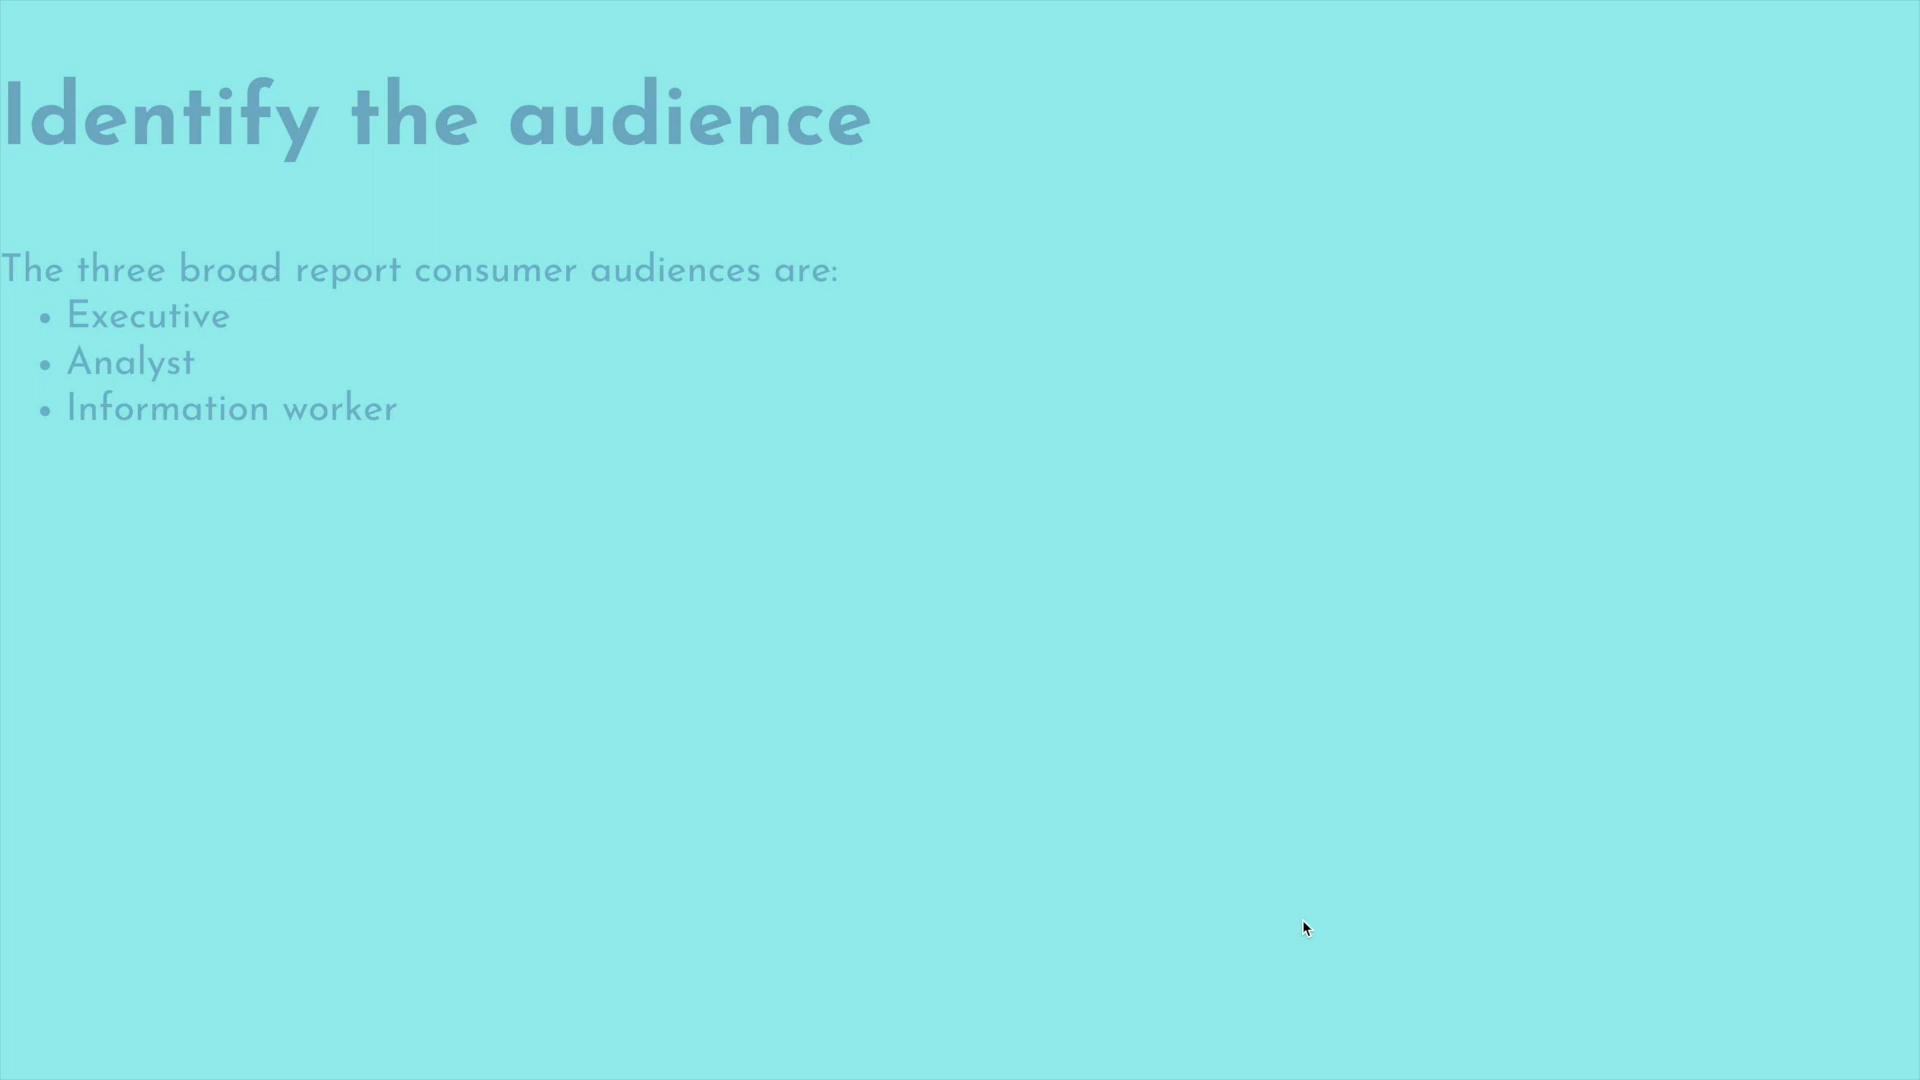 Identify the audience
The three broad report consumer audiences are:
• Executive
• Analyst
• Information worker